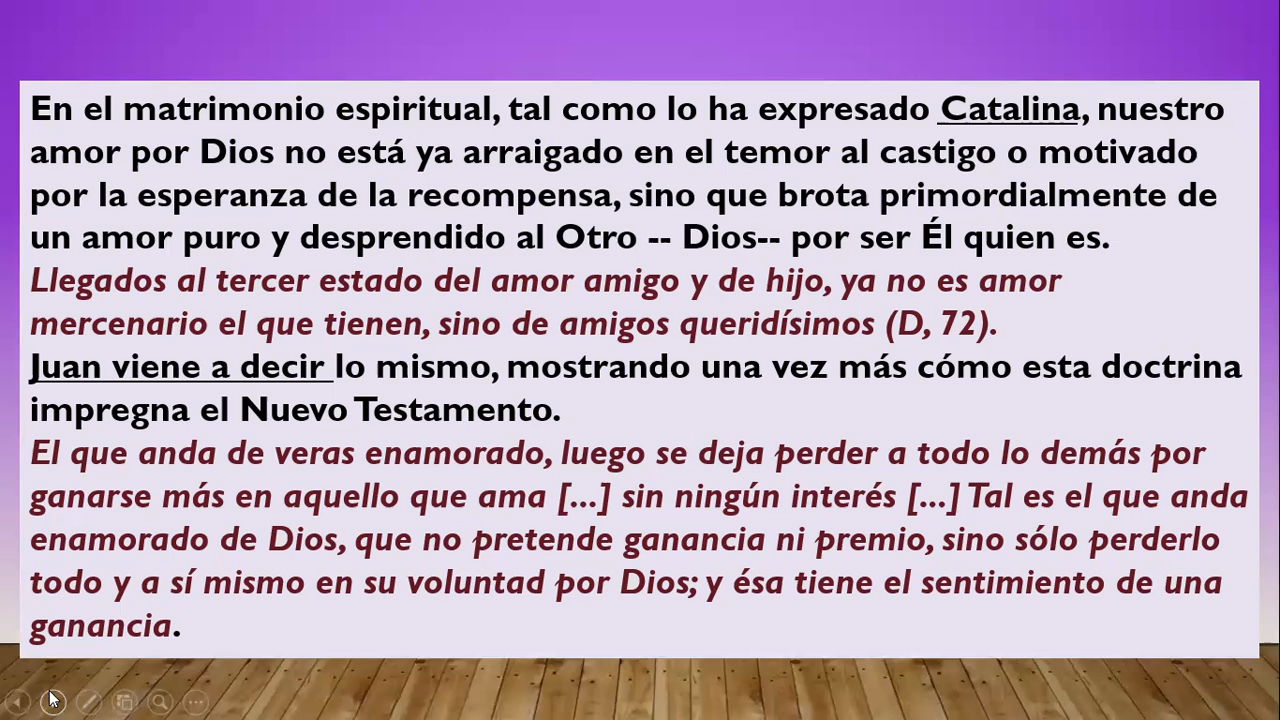 En el matrimonio espiritual, tal como lo ha expresado Catalina, nuestro
amor por Dios no está ya arraigado en el temor al castigo o motivado
por la esperanza de la recompensa, sino que brota primordialmente de
un amor puro y desprendido al Otro -- Dios-- por ser Él quien es.
Llegados al tercer estado del amor amigo y de hijo, ya no es amor
mercenario el que tienen, sino de amigos queridísimos (D, 72).
Juan viene a decir lo mismo, mostrando una vez más cómo esta doctrina
impregna el Nuevo Testamento.
El que anda de veras enamorado, luego se deja perder a todo lo demás por
ganarse más en aquello que ama [...] sin ningún interés [...] Tal es el que anda
enamorado de Dios, que no pretende ganancia ni premio, sino sólo perderlo
todo y a sí mismo en su voluntad por Dios; y ésa tiene el sentimiento de una
ganancia.